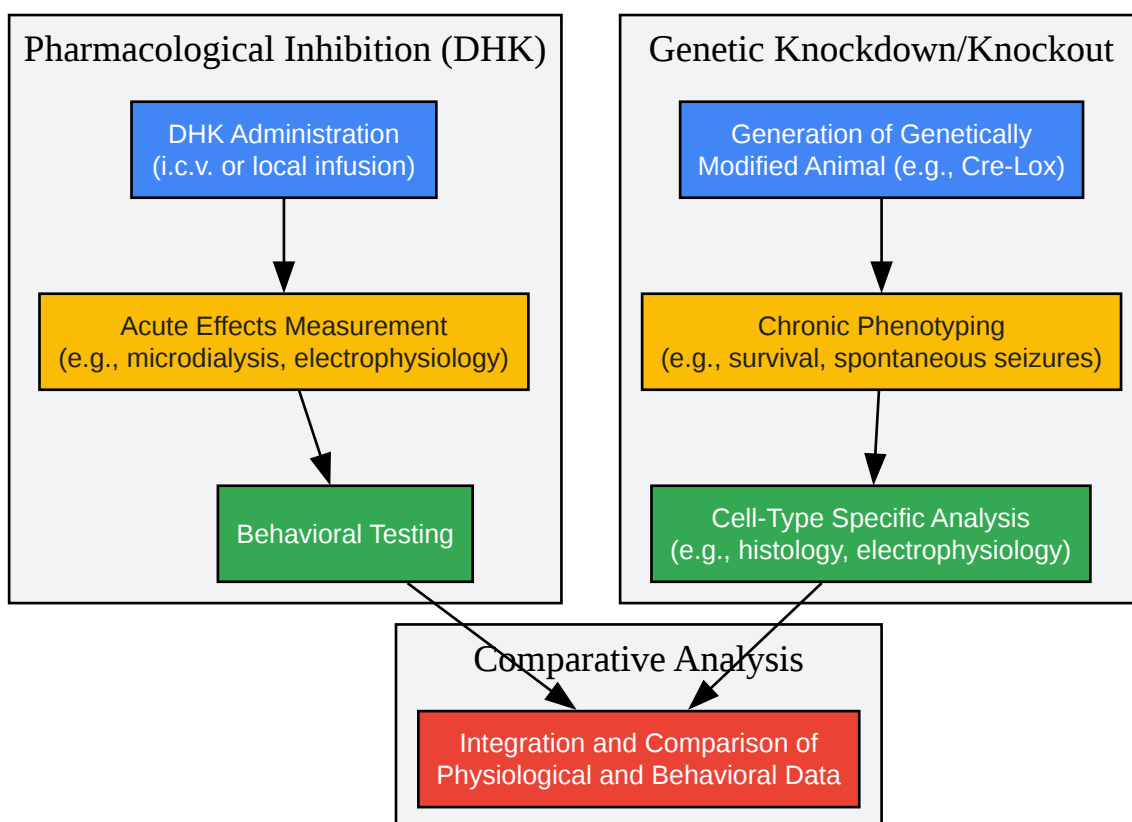 Pharmacological Inhibition (DHK)
DHK Administration
(i.c.v. or local infusion)
Acute Effects Measurement
(e.g., microdialysis, electrophysiology)
Behavioral Testing
Genetic Knockdown/Knockout
Generation of Genetically
Modified Animal (e.g., Cre-Lox)
Chronic Phenotyping
(e.g., survival, spontaneous seizures)
Cell-Type Specific Analysis
(e.g., histology, electrophysiology)
Comparative Analysis
Integration and Comparison of
Physiological and Behavioral Data